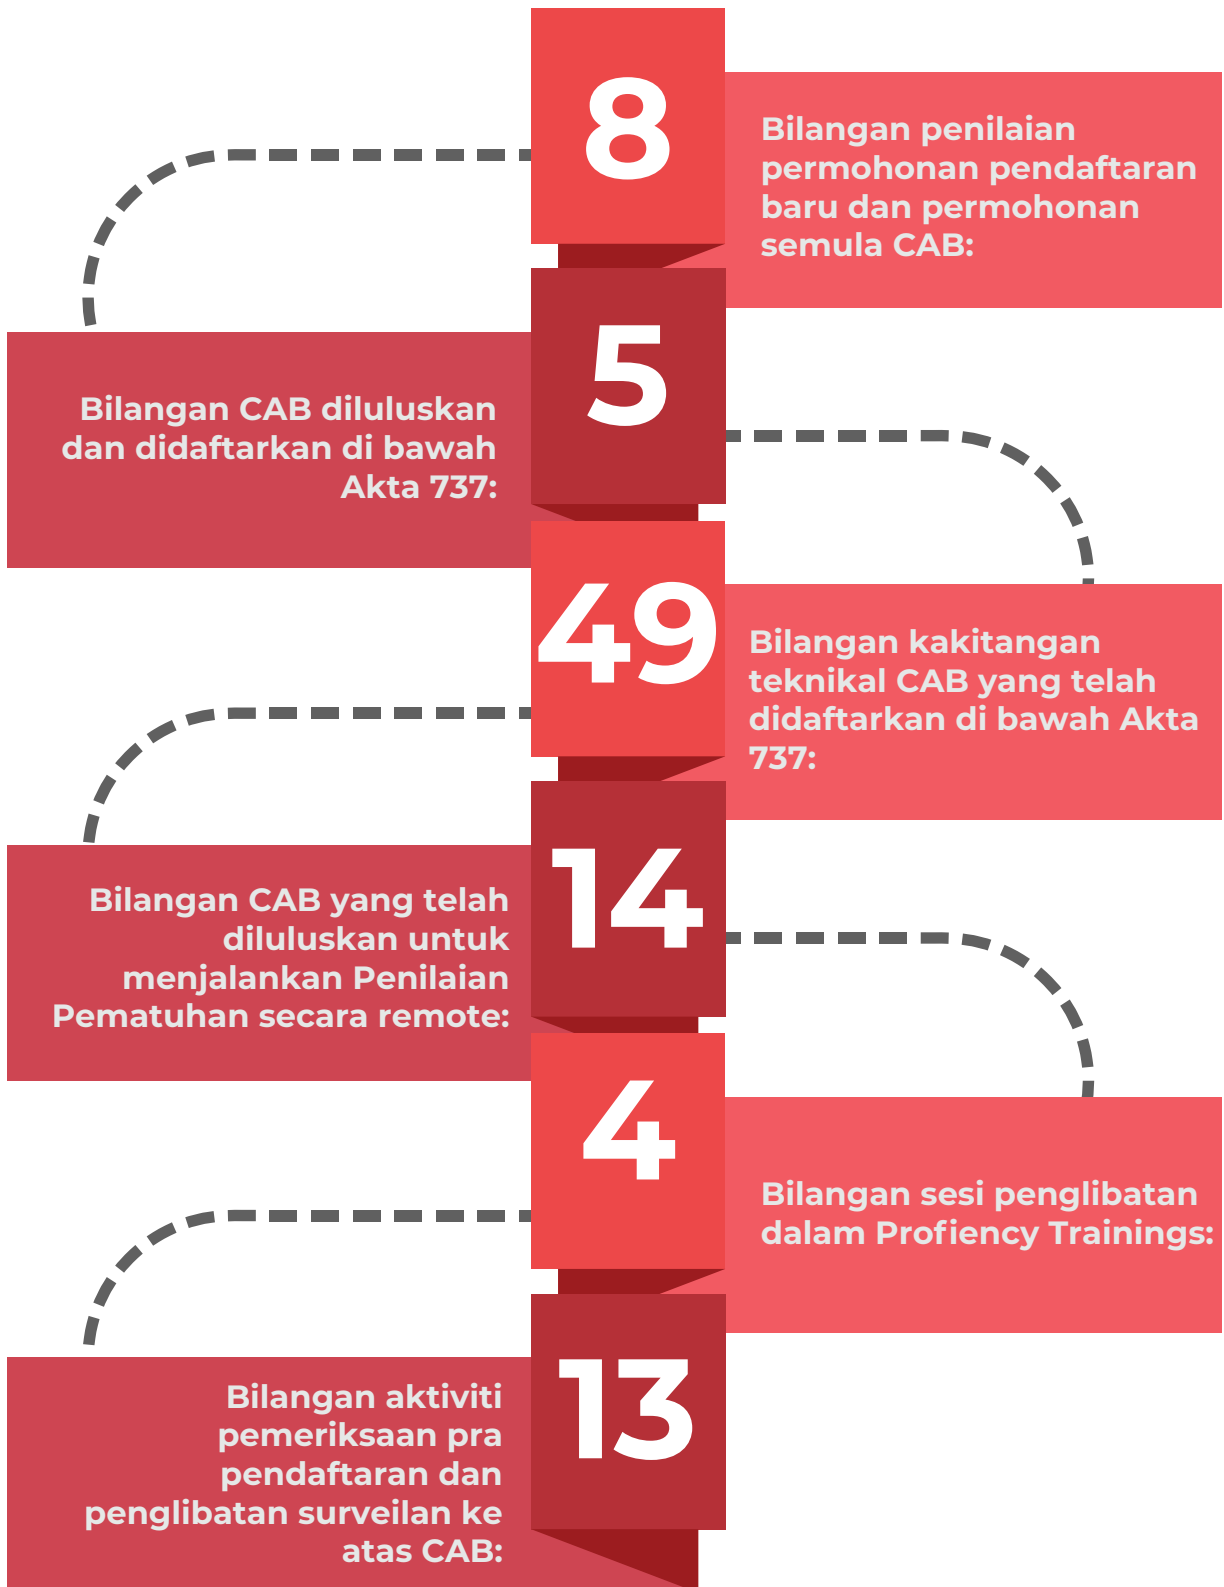 8
Bilangan penilaian
permohonan pendaftaran
baru dan permohonan
semula CAB:
5
Bilangan CAB diluluskan
dan didaftarkan di bawah
Akta 737:
49
Bilangan kakitangan
teknikal CAB yang telah
didaftarkan di bawah Akta
737:
14
Bilangan CAB yang telah
diluluskan untuk
menjalankan Penilaian
Pematuhan secara remote:
4
Bilangan sesi penglibatan
dalam Profiency Trainings:
13
Bilangan aktiviti
pemeriksaan pra
pendaftaran dan
penglibatan surveilan ke
atas CAB: